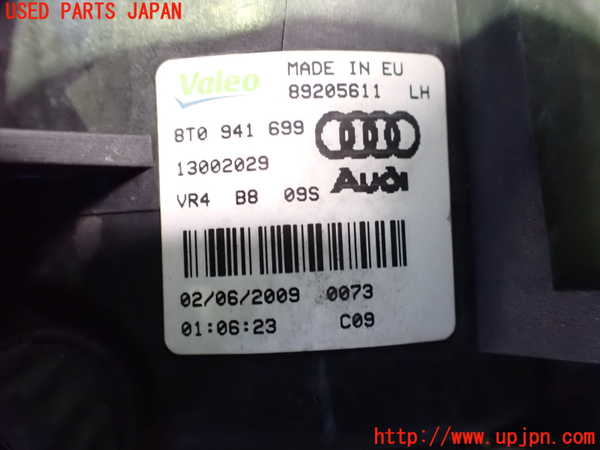 USED PARTS JAPAN
Valeo
MADE IN EU
89205611 LH
8T0 941 699
13002029
Audi
VR4 B8 09S
02/06/2009 0073
01:06:23 C09
http://www.upjpn.com/